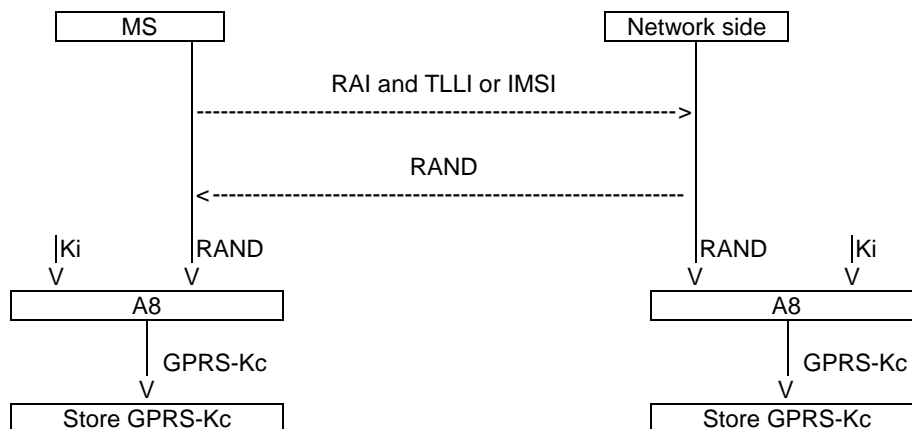 MS Network side
RAI and TLLI or IMSI
------------------------------------------------------------>
RAND
<------------------------------------------------------------
Ki RAND RAND Ki
V V V V
A8 A8
GPRS-Kc GPRS-Kc
V V
Store GPRS-Kc Store GPRS-Kc